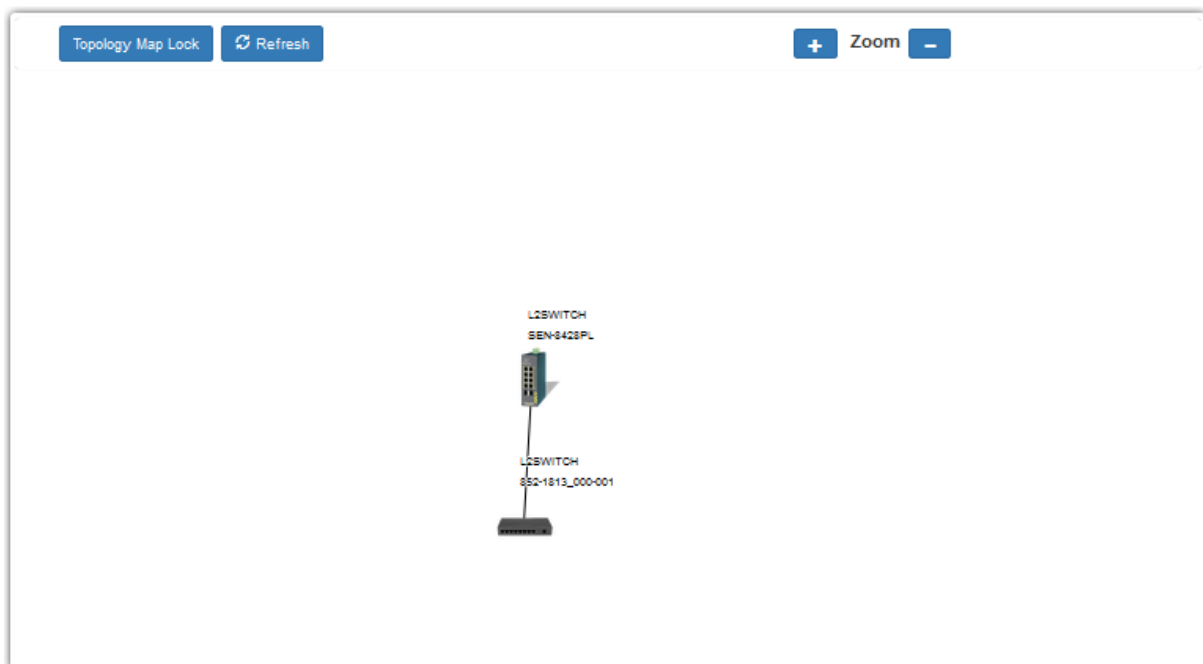 Topology Map Lock
Refresh
+ Zoom −
L2SWITCH
SEN-8428PL
L2SWITCH
852-1813_000-001